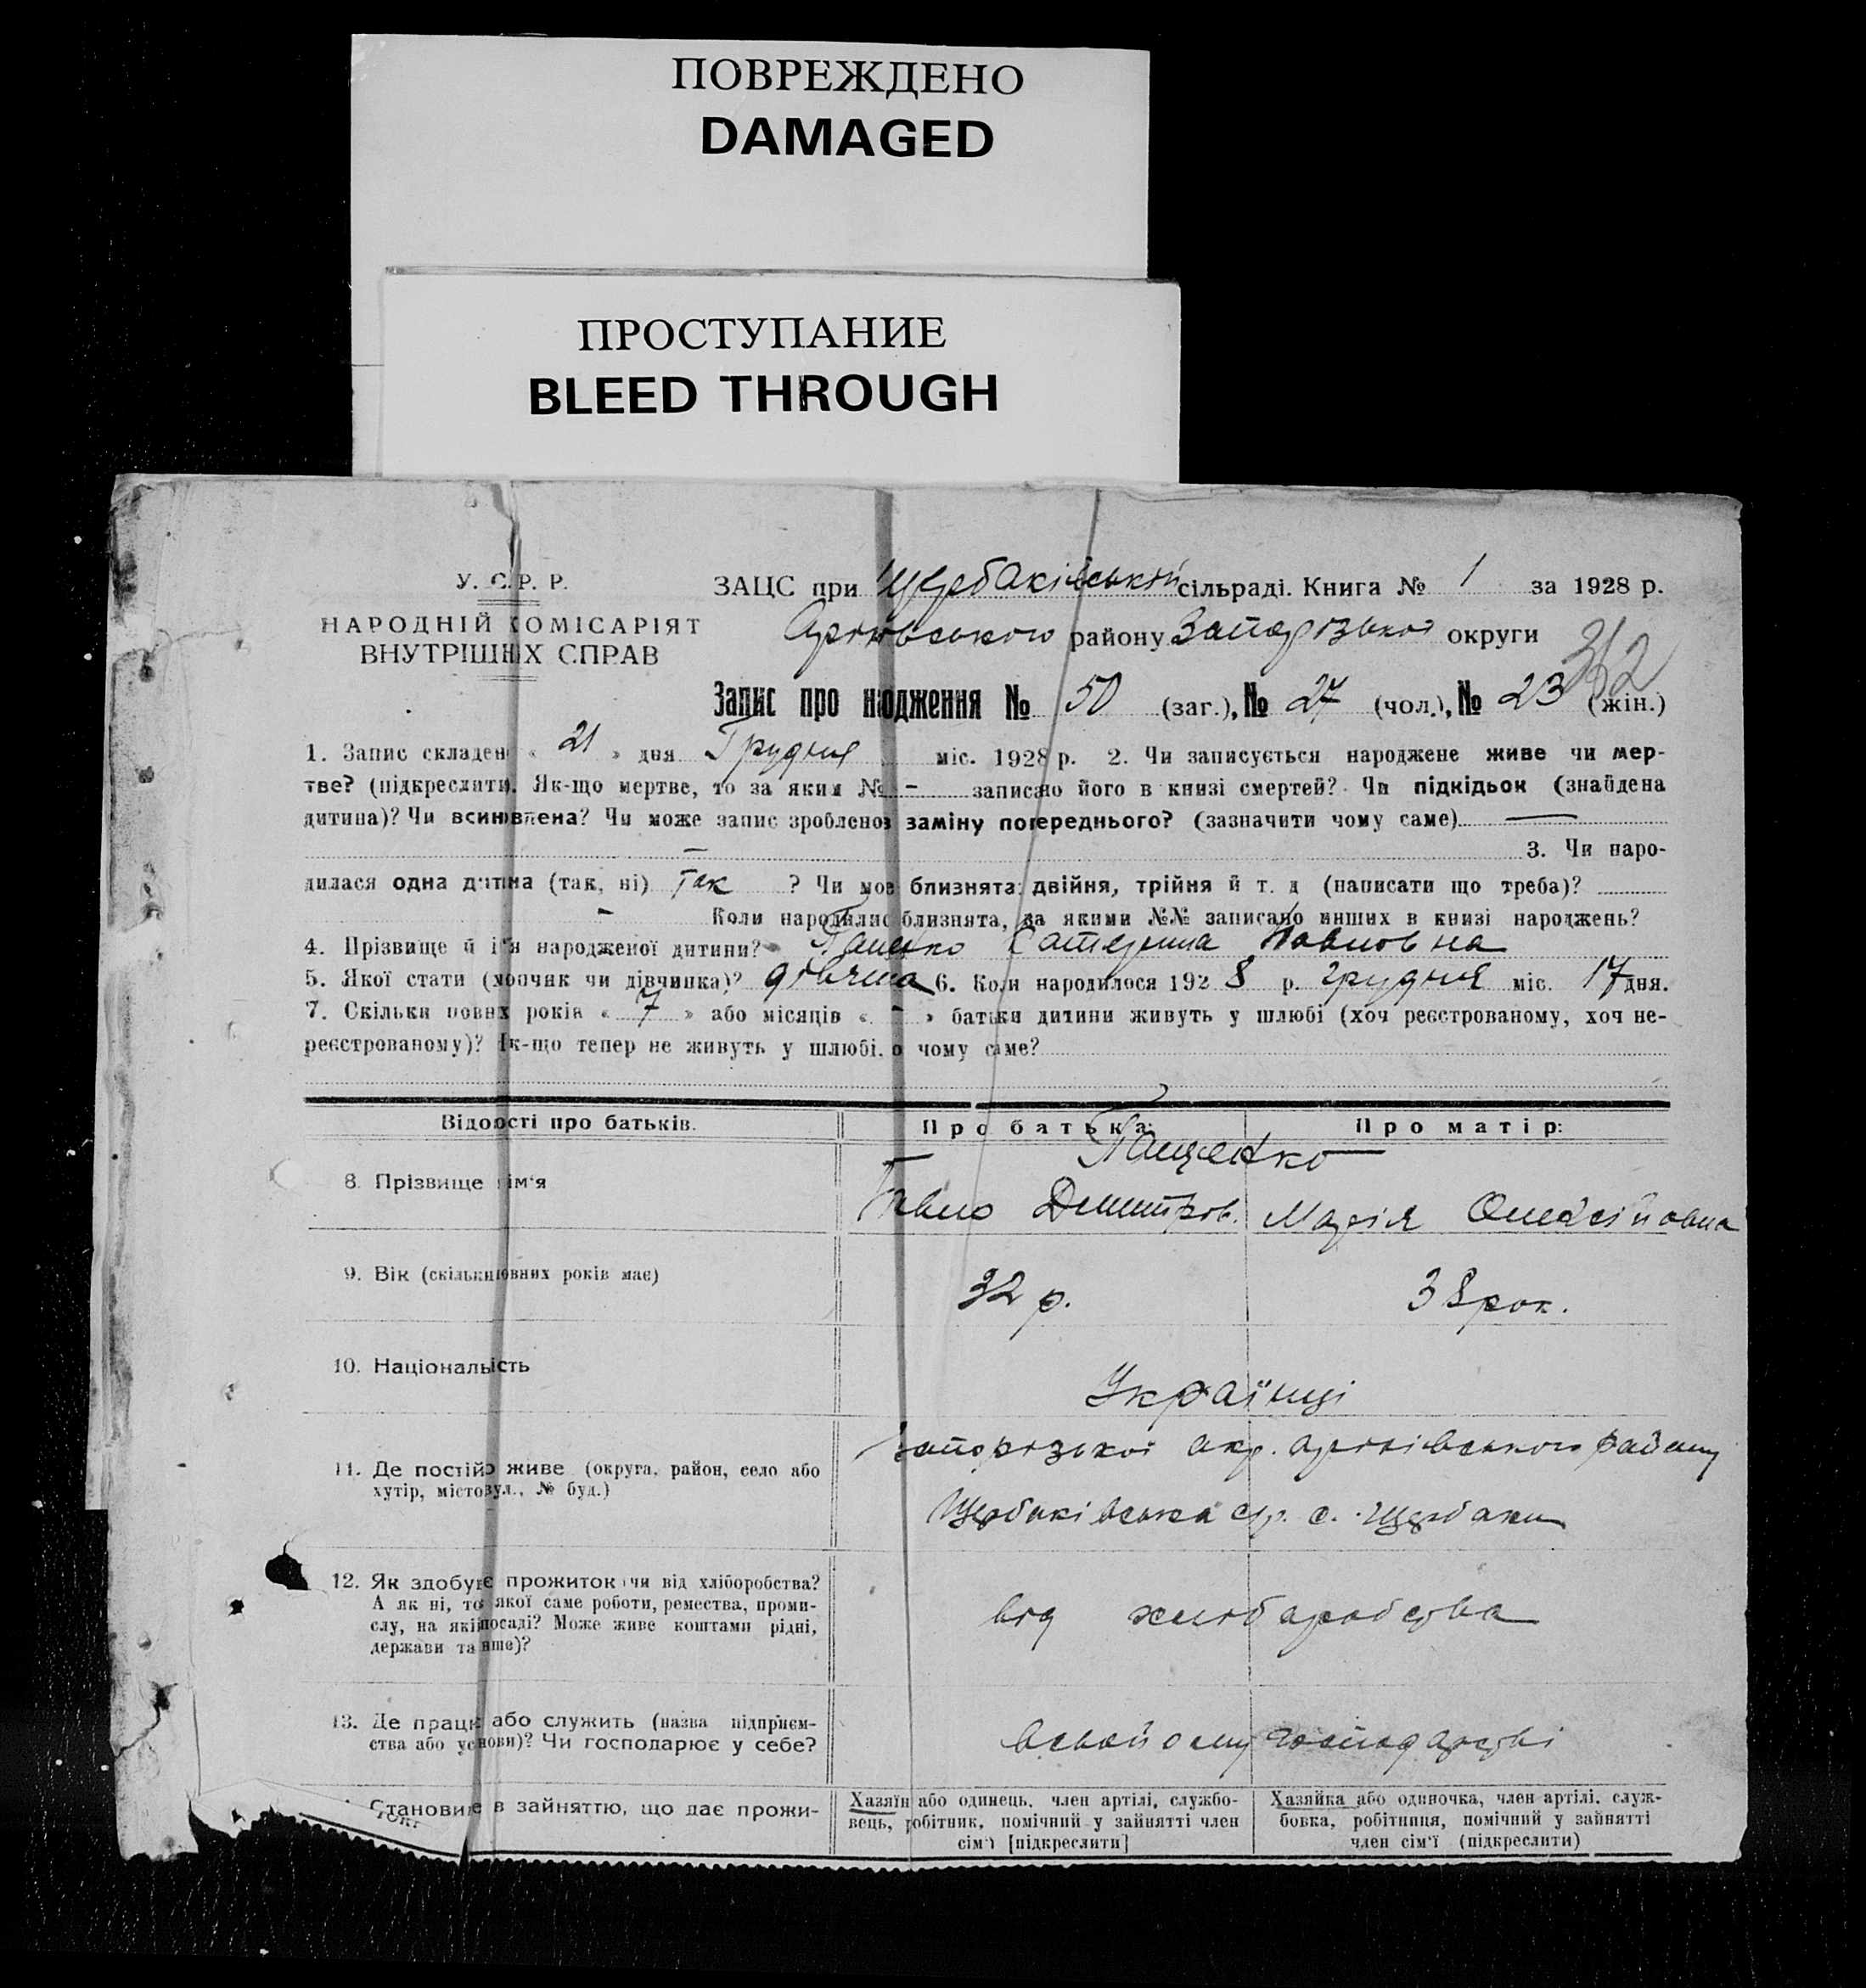 ПОВРЕЖДЕНО
DAMAGED
ПРОСТУПАНИЕ
BLEED THROUGH
У. С. Р. Р.
НАРОДНІЙ КОМІСАРІЯТ
ВНУТРІШНІХ СПРАВ
ЗАЦС при Щербаківській сільраді. Книга № 1 за 1928 р.
Оріхівського району Запорізької округи
312
Запис про народження № 50 (заг.), № 27 (чол.), № 23 (жін.)
1. Запис складено « 21 » дня Грудня міс. 1928 р. 2. Чи записується народжене живе чи мер-
тве? (підкреслити). Як-що мертве, то за яким № - записано його в книзі смертей? Чи підкідьок (знайдена
дитина)? Чи всиновлена? Чи може запис зроблено в заміну попереднього? (зазначити чому саме) —
— 3. Чи наро-
дилася одна дитина (так, ні) Так ? Чи може близнята: двійня, трійня й т. д (написати що треба)?
- Коли народилис близнята, за якими №№ записано инших в книзі народжень?
4. Прізвище й ім'я народженої дитини? Пащенко Катерина Павловна
5. Якої стати (хлопчик чи дівчинка)? дівчина 6. Коли народилося 1928 р. грудня міс. 17 дня.
7. Скільки повних років « 7 » або місяців « - » батьки дитини живуть у шлюбі (хоч реєстрованому, хоч не-
реєстрованому)? Як-що тепер не живуть у шлюбі, то чому саме?
Відомості про батьків. Про батька: Про матір:
Пащенко
8. Прізвище й ім'я Павло Дмитров. Марія Олексійовна
9. Вік (скільки повних років має) 32 р. 38 рок.
10. Національність Українці
Запорізької окр. Оріхівського району
11. Де постійно живе (округа, район, село або
хутір, місто вул., № буд.) Щербаківська с/р. с. Щербаки
12. Як здобуває прожиток (чи від хліборобства?
А як ні, то з якої саме роботи, ремества, проми-
слу, на якій посаді? Може живе коштами рідні,
держави та инше)? від хліборобства
13. Де працює або служить (назва підприєм-
ства або установи)? Чи господарює у себе? в свойому господарстві
Становище в зайняттю, що дає прожи-
Хазяїн або одинець, член артілі, службо-
вець, робітник, помічний у зайнятті член
сім'ї [підкреслити]
Хазяйка або одиночка, член артілі, служ-
бовка, робітниця, помічний у зайнятті
член сім'ї (підкреслити)